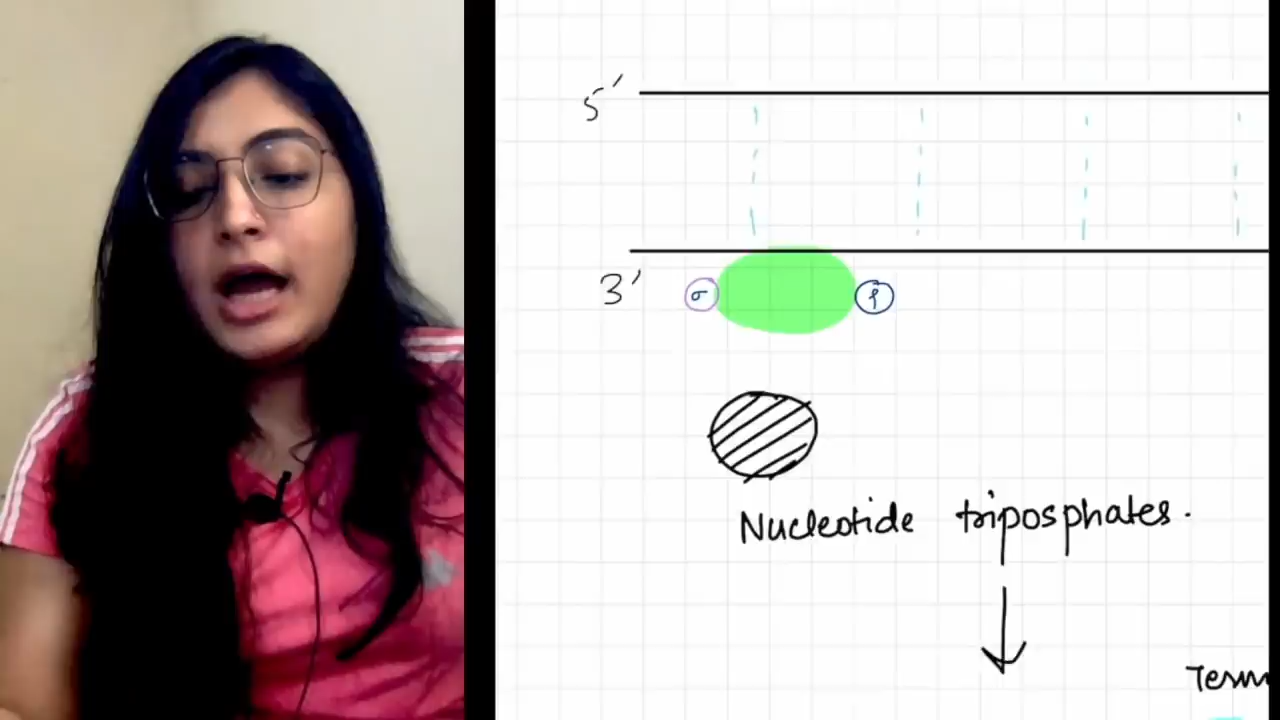 5′
3′
σ
ρ
Nucleotide triposphates.
Term